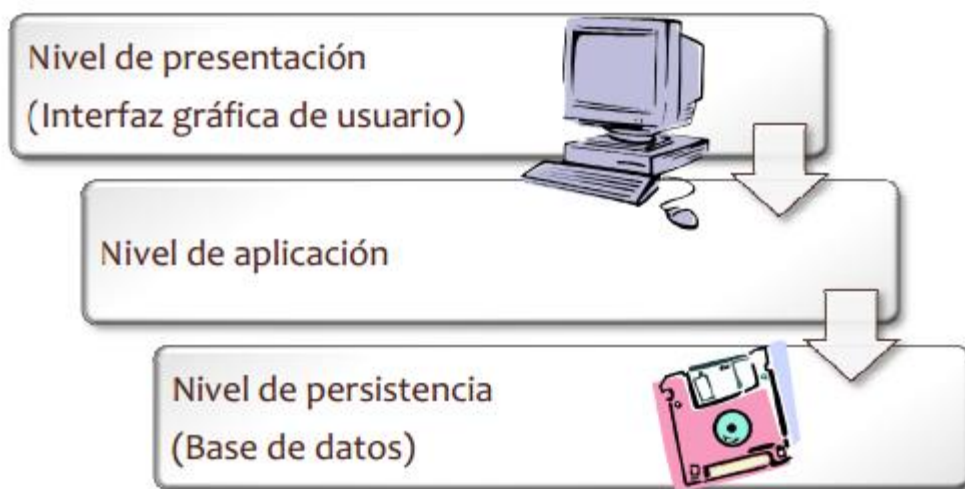 Nivel de presentación
(Interfaz gráfica de usuario)
Nivel de aplicación
Nivel de persistencia
(Base de datos)